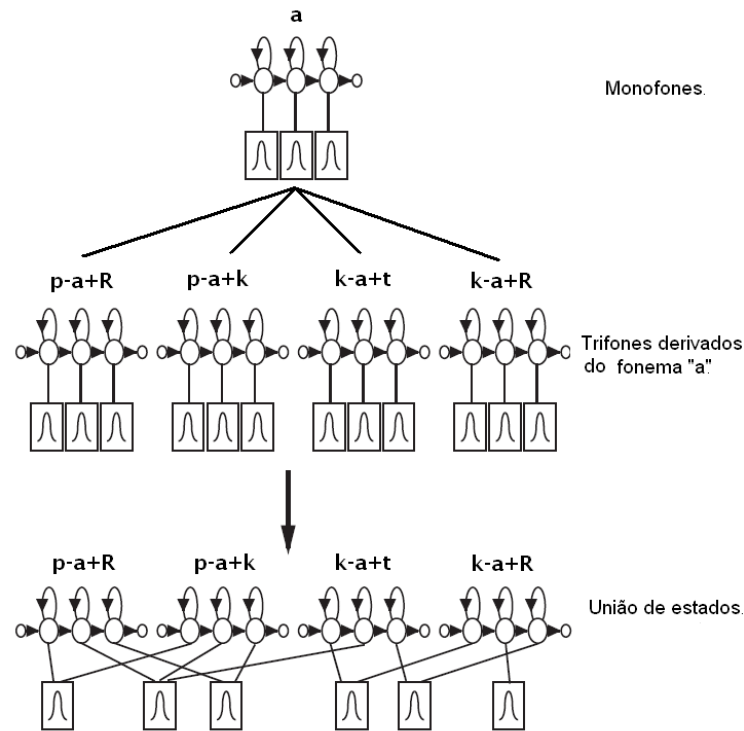 a
Monofones.
p-a+R p-a+k k-a+t k-a+R
Trifones derivados
do fonema "a"
p-a+R p-a+k k-a+t k-a+R
União de estados.